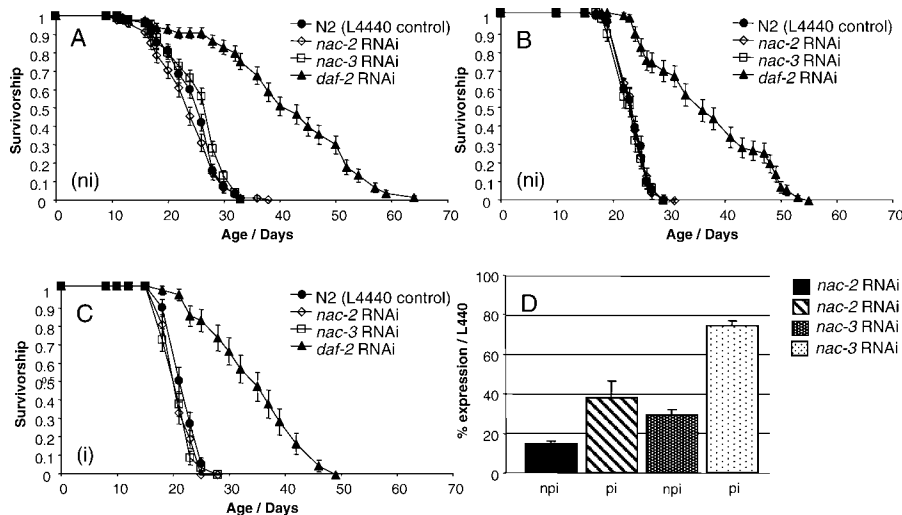 A
N2 (L4440 control)
nac-2 RNAi
nac-3 RNAi
daf-2 RNAi
Survivorship
1
0.9
0.8
0.7
0.6
0.5
0.4
0.3
0.2
0.1
0
(ni)
0 10 20 30 40 50 60 70
Age / Days
B
N2 (L4440 control)
nac-2 RNAi
nac-3 RNAi
daf-2 RNAi
Survivorship
1
0.9
0.8
0.7
0.6
0.5
0.4
0.3
0.2
0.1
0
(ni)
0 10 20 30 40 50 60 70
Age / Days
C
N2 (L4440 control)
nac-2 RNAi
nac-3 RNAi
daf-2 RNAi
Survivorship
1
0.9
0.8
0.7
0.6
0.5
0.4
0.3
0.2
0.1
0
(i)
0 10 20 30 40 50 60 70
Age / Days
D
% expression / L440
100
80
60
40
20
0
npi pi npi pi
nac-2 RNAi
nac-2 RNAi
nac-3 RNAi
nac-3 RNAi